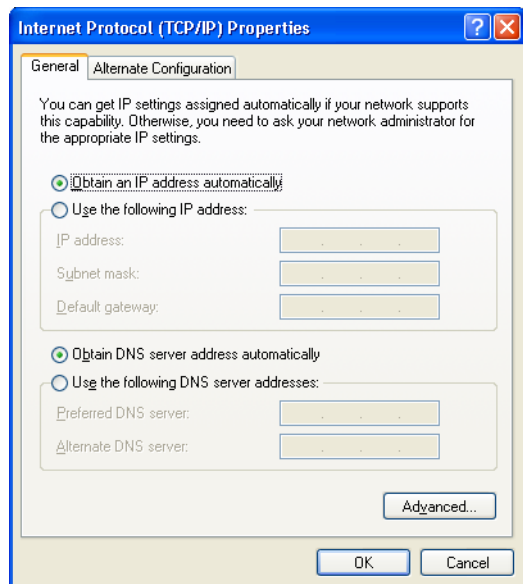 Internet Protocol (TCP/IP) Properties
General
Alternate Configuration
You can get IP settings assigned automatically if your network supports
this capability. Otherwise, you need to ask your network administrator for
the appropriate IP settings.
Obtain an IP address automatically
Use the following IP address:
IP address:
Subnet mask:
Default gateway:
Obtain DNS server address automatically
Use the following DNS server addresses:
Preferred DNS server:
Alternate DNS server:
Advanced...
OK
Cancel